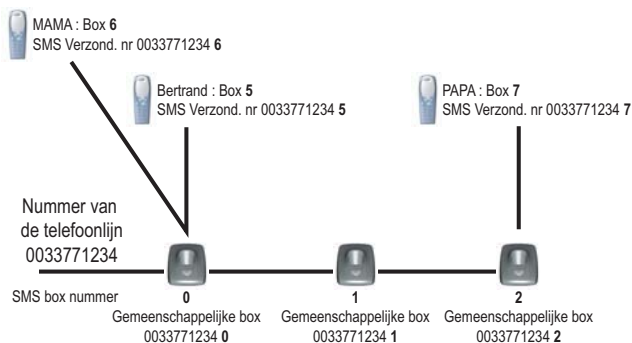 MAMA : Box 6
SMS Verzond. nr 0033771234 6
Bertrand : Box 5
SMS Verzond. nr 0033771234 5
PAPA : Box 7
SMS Verzond. nr 0033771234 7
Nummer van
de telefoonlijn
0033771234
SMS box nummer
0
Gemeenschappelijke box
0033771234 0
1
Gemeenschappelijke box
0033771234 1
2
Gemeenschappelijke box
0033771234 2